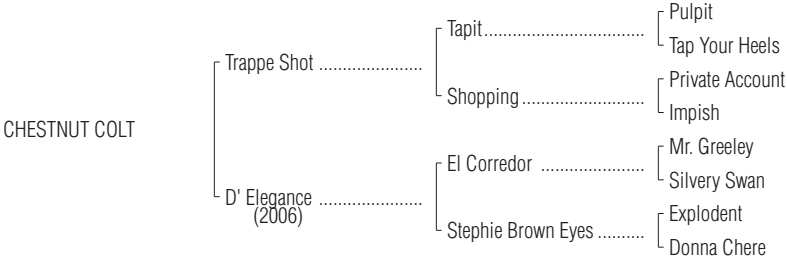 Pulpit
Tapit..................................
Tap Your Heels
Trappe Shot ......................
Private Account
Shopping..........................
Impish
CHESTNUT COLT
Mr. Greeley
El Corredor ......................
Silvery Swan
D' Elegance ......................
(2006)
Explodent
Stephie Brown Eyes ..........
Donna Chere